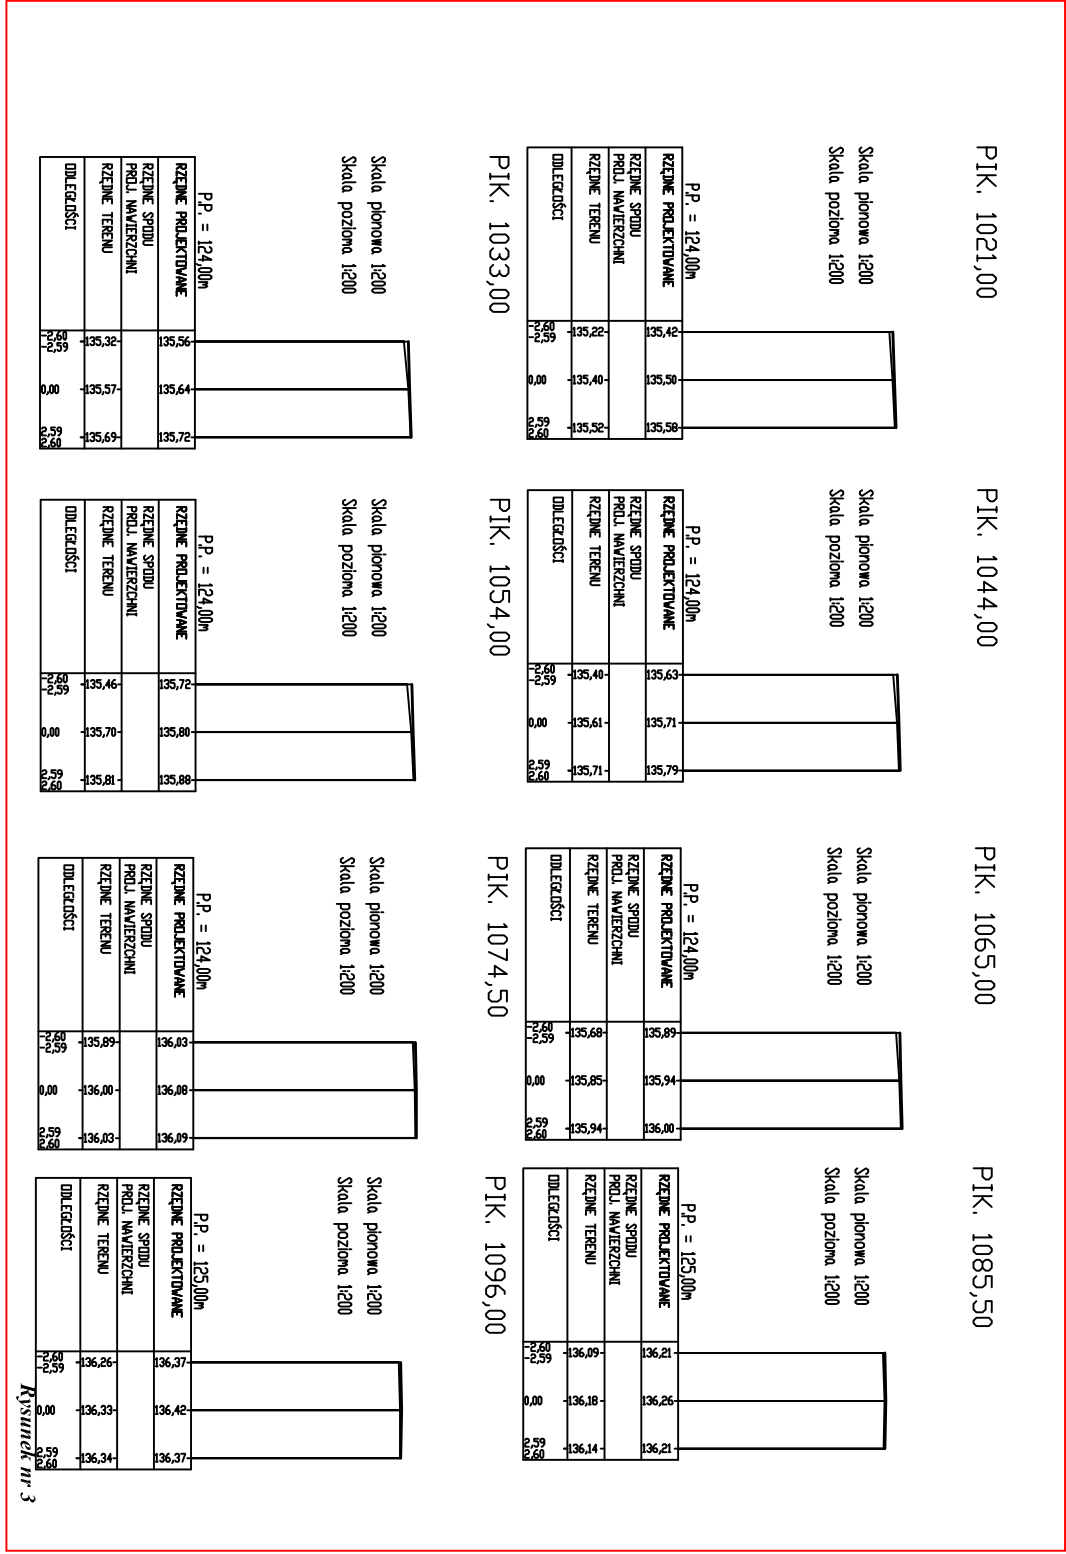 PIK. 1021,00
Skala pionowa 1:200
Skala pozioma 1:200
P.P. = 124,00m
RZĘDNE PROJEKTOWANE 135,42 135,50 135,58
RZĘDNE SPODU
PROJ. NAWIERZCHNI
RZĘDNE TERENU 135,22 135,40 135,52
ODLEGŁOŚCI -2,60 -2,59 0,00 2,59 2,60
PIK. 1044,00
Skala pionowa 1:200
Skala pozioma 1:200
P.P. = 124,00m
RZĘDNE PROJEKTOWANE 135,63 135,71 135,79
RZĘDNE SPODU
PROJ. NAWIERZCHNI
RZĘDNE TERENU 135,40 135,61 135,71
ODLEGŁOŚCI -2,60 -2,59 0,00 2,59 2,60
PIK. 1065,00
Skala pionowa 1:200
Skala pozioma 1:200
P.P. = 124,00m
RZĘDNE PROJEKTOWANE 135,89 135,94 136,00
RZĘDNE SPODU
PROJ. NAWIERZCHNI
RZĘDNE TERENU 135,68 135,85 135,94
ODLEGŁOŚCI -2,60 -2,59 0,00 2,59 2,60
PIK. 1085,50
Skala pionowa 1:200
Skala pozioma 1:200
P.P. = 125,00m
RZĘDNE PROJEKTOWANE 136,21 136,26 136,21
RZĘDNE SPODU
PROJ. NAWIERZCHNI
RZĘDNE TERENU 136,09 136,18 136,14
ODLEGŁOŚCI -2,60 -2,59 0,00 2,59 2,60
PIK. 1033,00
Skala pionowa 1:200
Skala pozioma 1:200
P.P. = 124,00m
RZĘDNE PROJEKTOWANE 135,56 135,64 135,72
RZĘDNE SPODU
PROJ. NAWIERZCHNI
RZĘDNE TERENU 135,32 135,57 135,69
ODLEGŁOŚCI -2,60 -2,59 0,00 2,59 2,60
PIK. 1054,00
Skala pionowa 1:200
Skala pozioma 1:200
P.P. = 124,00m
RZĘDNE PROJEKTOWANE 135,72 135,80 135,88
RZĘDNE SPODU
PROJ. NAWIERZCHNI
RZĘDNE TERENU 135,46 135,70 135,81
ODLEGŁOŚCI -2,60 -2,59 0,00 2,59 2,60
PIK. 1074,50
Skala pionowa 1:200
Skala pozioma 1:200
P.P. = 124,00m
RZĘDNE PROJEKTOWANE 136,03 136,08 136,09
RZĘDNE SPODU
PROJ. NAWIERZCHNI
RZĘDNE TERENU 135,89 136,00 136,03
ODLEGŁOŚCI -2,60 -2,59 0,00 2,59 2,60
PIK. 1096,00
Skala pionowa 1:200
Skala pozioma 1:200
P.P. = 125,00m
RZĘDNE PROJEKTOWANE 136,37 136,42 136,37
RZĘDNE SPODU
PROJ. NAWIERZCHNI
RZĘDNE TERENU 136,26 136,33 136,34
ODLEGŁOŚCI -2,60 -2,59 0,00 2,59 2,60
Rysunek nr 3